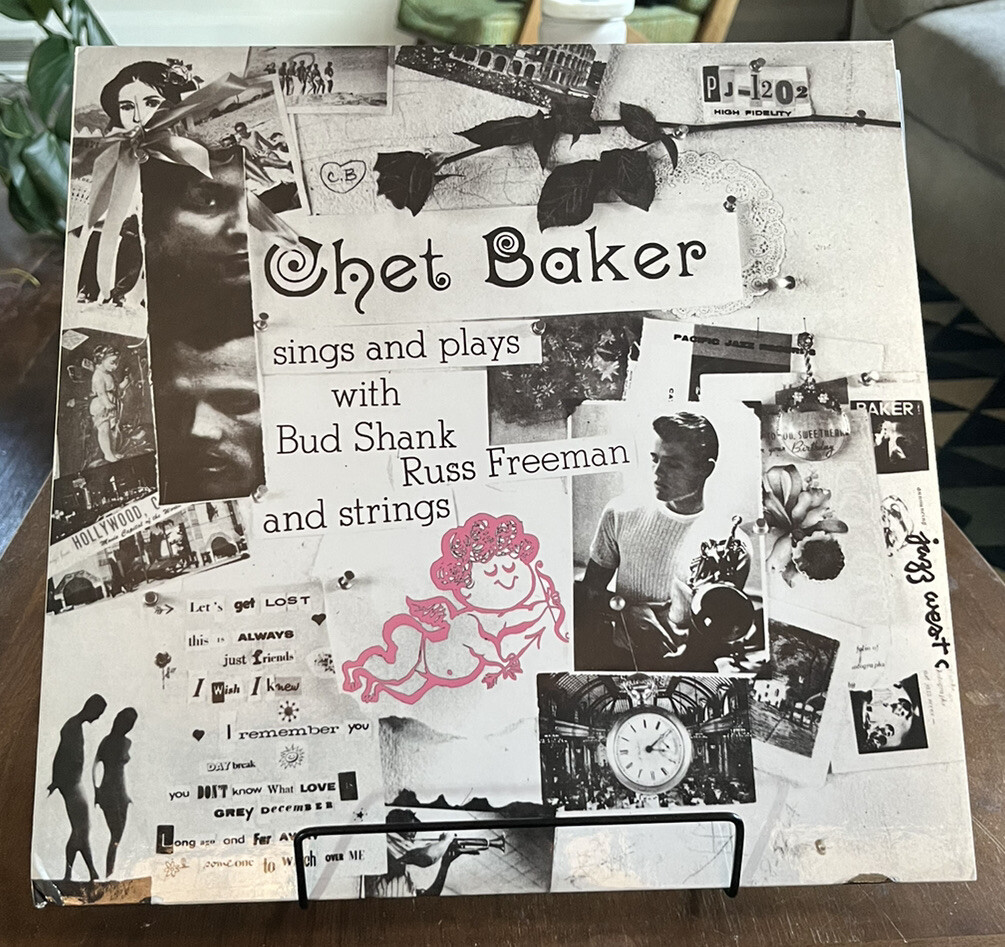 PJ-1202
HIGH FIDELITY
C.B
Chet Baker
sings and plays
with
Bud Shank
Russ Freeman
and strings
PACIFIC JAZZ
BAKER!
Birthday
HOLLYWOOD, C
jazz west c
Let's get LOST
this is ALWAYS
just friends
I Wish I knew
I remember you
DAYbreak
you DON'T know What LOVE is
GREY December
Long ago and Far AWAY
someone to W ch OVER ME